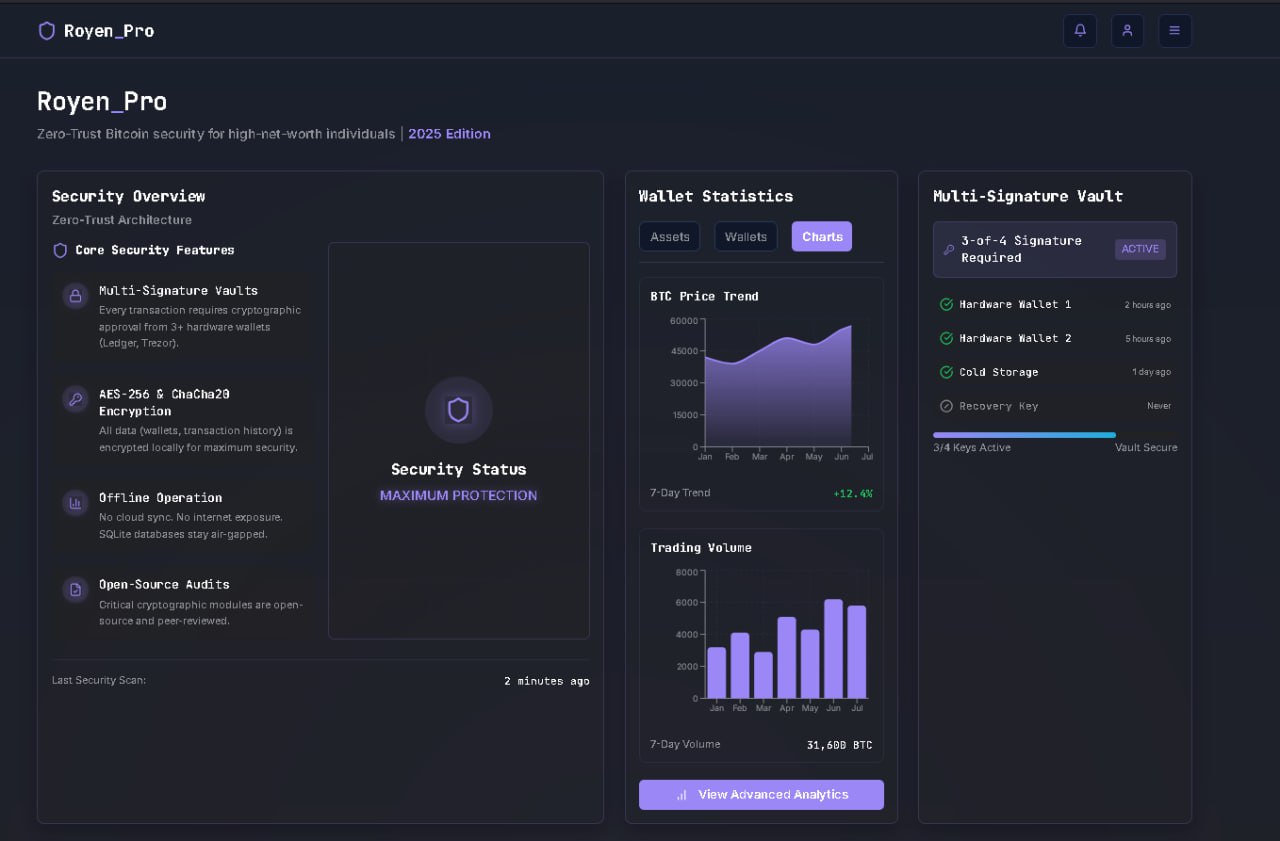 Royen_Pro
Royen_Pro
Zero-Trust Bitcoin security for high-net-worth individuals | 2025 Edition
Security Overview
Zero-Trust Architecture
Core Security Features
Multi-Signature Vaults
Every transaction requires cryptographic
approval from 3+ hardware wallets
(Ledger, Trezor).
AES-256 & ChaCha20
Encryption
All data (wallets, transaction history) is
encrypted locally for maximum security.
Offline Operation
No cloud sync. No internet exposure.
SQLite databases stay air-gapped.
Open-Source Audits
Critical cryptographic modules are open-
source and peer-reviewed.
Security Status
MAXIMUM PROTECTION
Last Security Scan:
2 minutes ago
Wallet Statistics
Assets
Wallets
Charts
BTC Price Trend
60000
45000
30000
15000
0
Jan Feb Mar Apr May Jun Jul
7-Day Trend
+12.4%
Trading Volume
8000
6000
4000
2000
0
Jan Feb Mar Apr May Jun Jul
7-Day Volume
31,600 BTC
View Advanced Analytics
Multi-Signature Vault
3-of-4 Signature
Required
ACTIVE
Hardware Wallet 1
2 hours ago
Hardware Wallet 2
5 hours ago
Cold Storage
1 day ago
Recovery Key
Never
3/4 Keys Active
Vault Secure